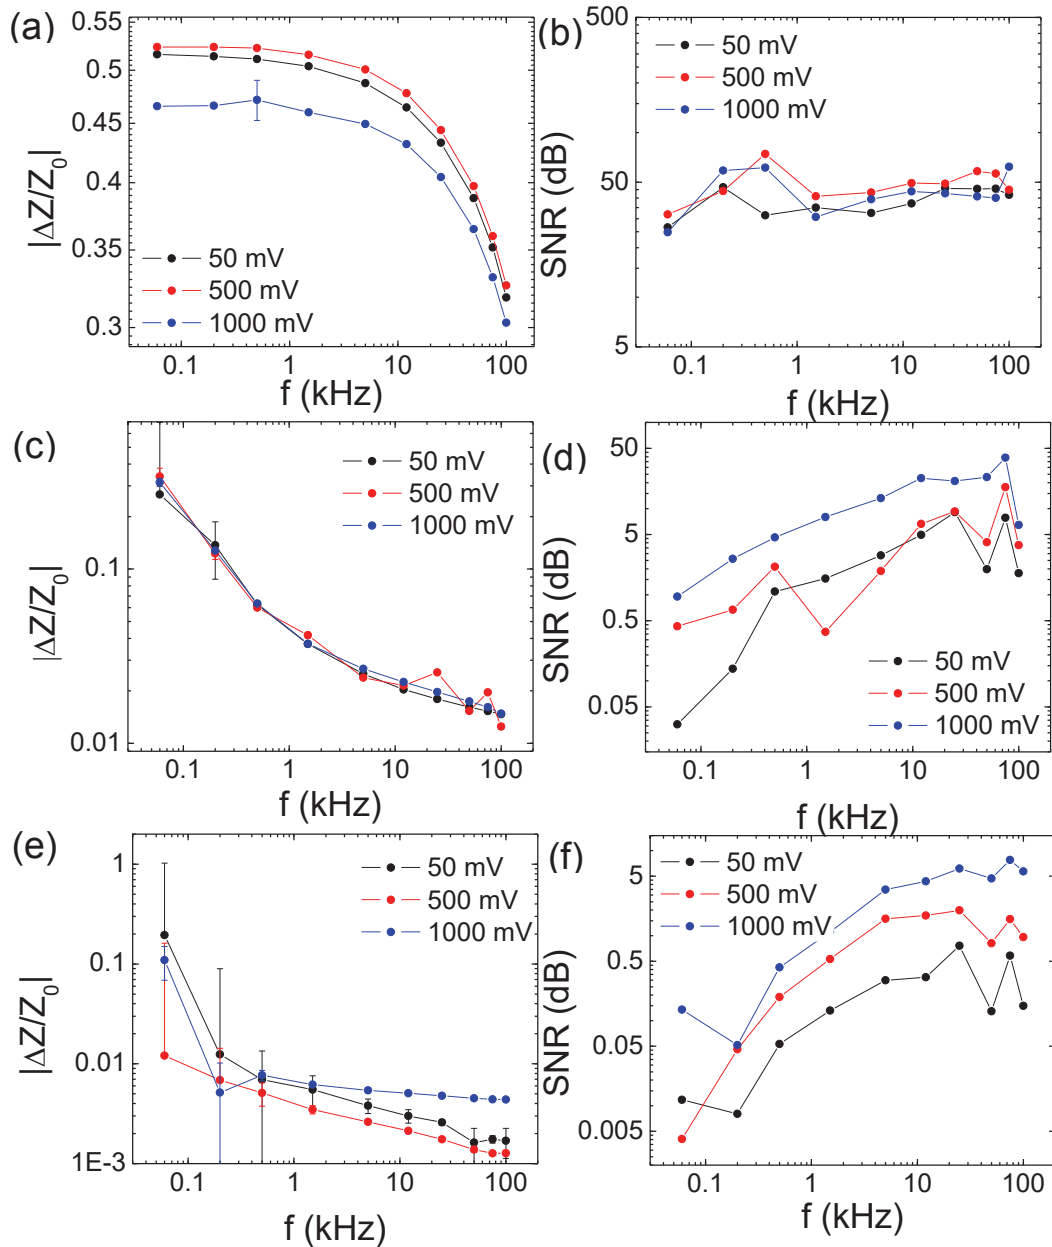 (a)
0.55
0.5
0.45
0.4
0.35
0.3
|ΔZ/Z₀|
50 mV
500 mV
1000 mV
0.1 1 10 100
f (kHz)
(b)
500
50
5
SNR (dB)
50 mV
500 mV
1000 mV
0.1 1 10 100
f (kHz)
(c)
0.1
0.01
|ΔZ/Z₀|
50 mV
500 mV
1000 mV
0.1 1 10 100
f (kHz)
(d)
50
5
0.5
0.05
SNR (dB)
50 mV
500 mV
1000 mV
0.1 1 10 100
f (kHz)
(e)
1
0.1
0.01
1E-3
|ΔZ/Z₀|
50 mV
500 mV
1000 mV
0.1 1 10 100
f (kHz)
(f)
5
0.5
0.05
0.005
SNR (dB)
50 mV
500 mV
1000 mV
0.1 1 10 100
f (kHz)